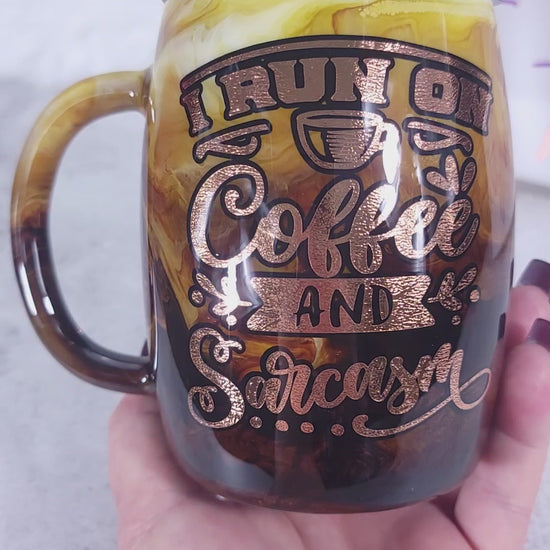 I RUN ON
Coffee
AND
Sarcasm